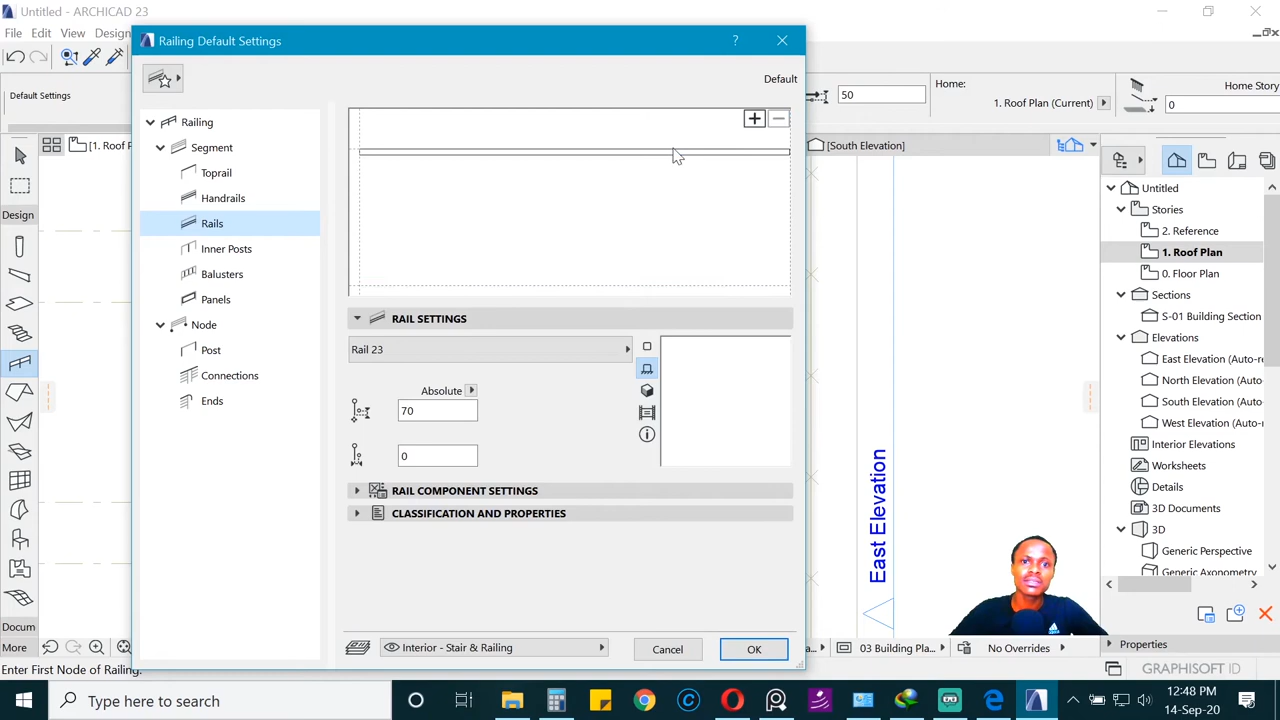 Untitled - ARCHICAD 23
File Edit View Design
Railing Default Settings
?
Default
Default Settings
50
Home:
1. Roof Plan (Current)
Home Story
0
[1. Roof P
[South Elevation]
Railing
Segment
Toprail
Handrails
Rails
Inner Posts
Balusters
Panels
Node
Post
Connections
Ends
RAIL SETTINGS
Rail 23
Absolute
70
0
RAIL COMPONENT SETTINGS
CLASSIFICATION AND PROPERTIES
Interior - Stair & Railing
Cancel
OK
Design
Docum
More
Enter First Node of Railing.
East Elevation
Untitled
Stories
2. Reference
1. Roof Plan
0. Floor Plan
Sections
S-01 Building Section
Elevations
East Elevation (Auto-r
North Elevation (Auto-
South Elevation (Auto-
West Elevation (Auto-r
Interior Elevations
Worksheets
Details
3D Documents
3D
Generic Perspective
Generic Axonometry
03 Building Pla...
No Overrides
Properties
GRAPHISOFT ID
Type here to search
12:48 PM
14-Sep-20